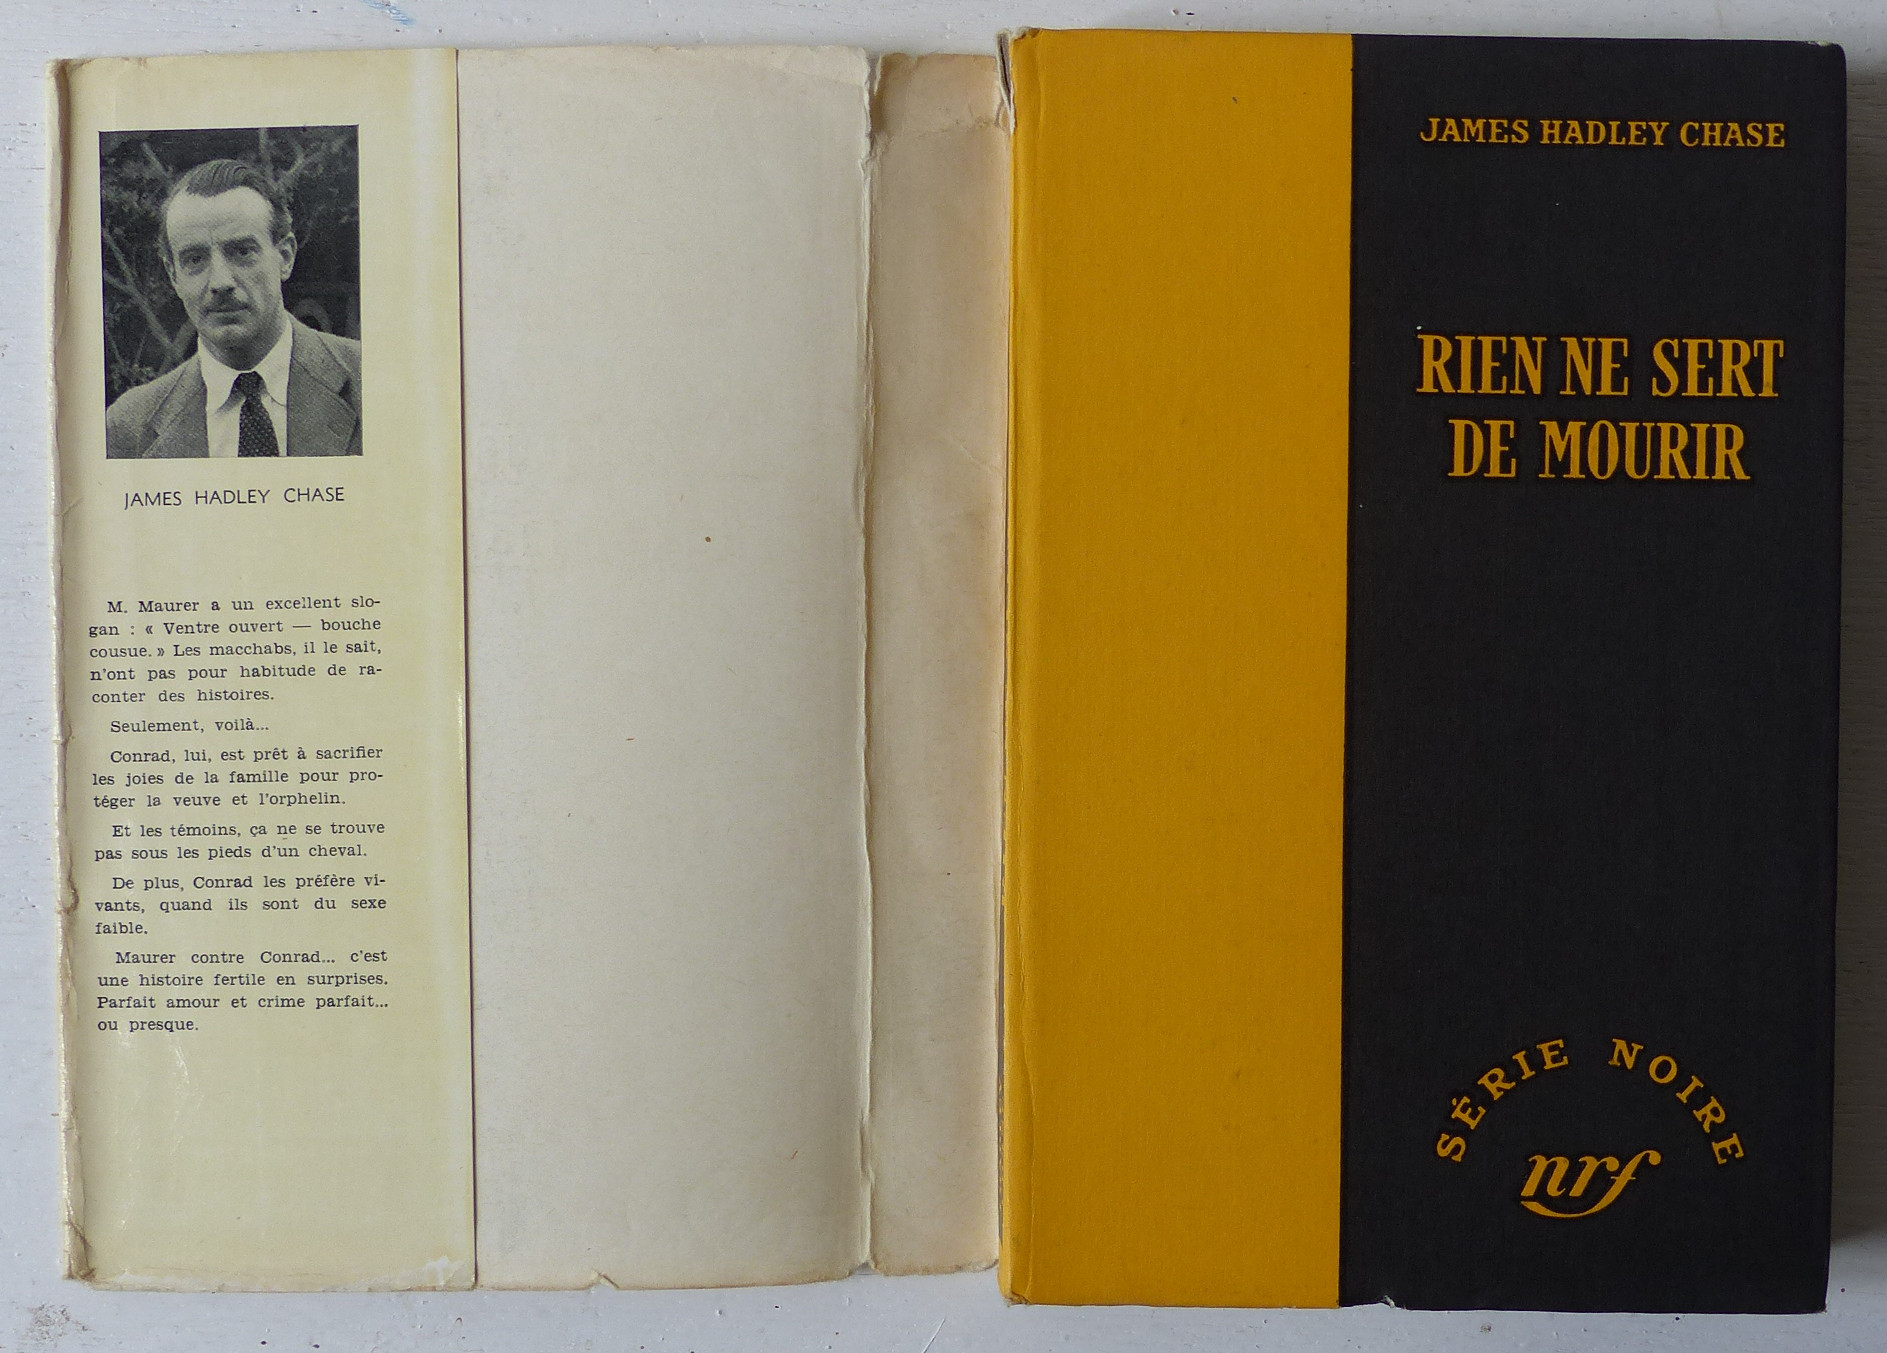 JAMES HADLEY CHASE
M. Maurer a un excellent slo-
gan : « Ventre ouvert — bouche
cousue. » Les macchabs, il le sait,
n'ont pas pour habitude de ra-
conter des histoires.
Seulement, voilà...
Conrad, lui, est prêt à sacrifier
les joies de la famille pour pro-
téger la veuve et l'orphelin.
Et les témoins, ça ne se trouve
pas sous les pieds d'un cheval.
De plus, Conrad les préfère vi-
vants, quand ils sont du sexe
faible.
Maurer contre Conrad... c'est
une histoire fertile en surprises.
Parfait amour et crime parfait...
ou presque.
JAMES HADLEY CHASE
RIEN NE SERT
DE MOURIR
SÉRIE NOIRE
nrf